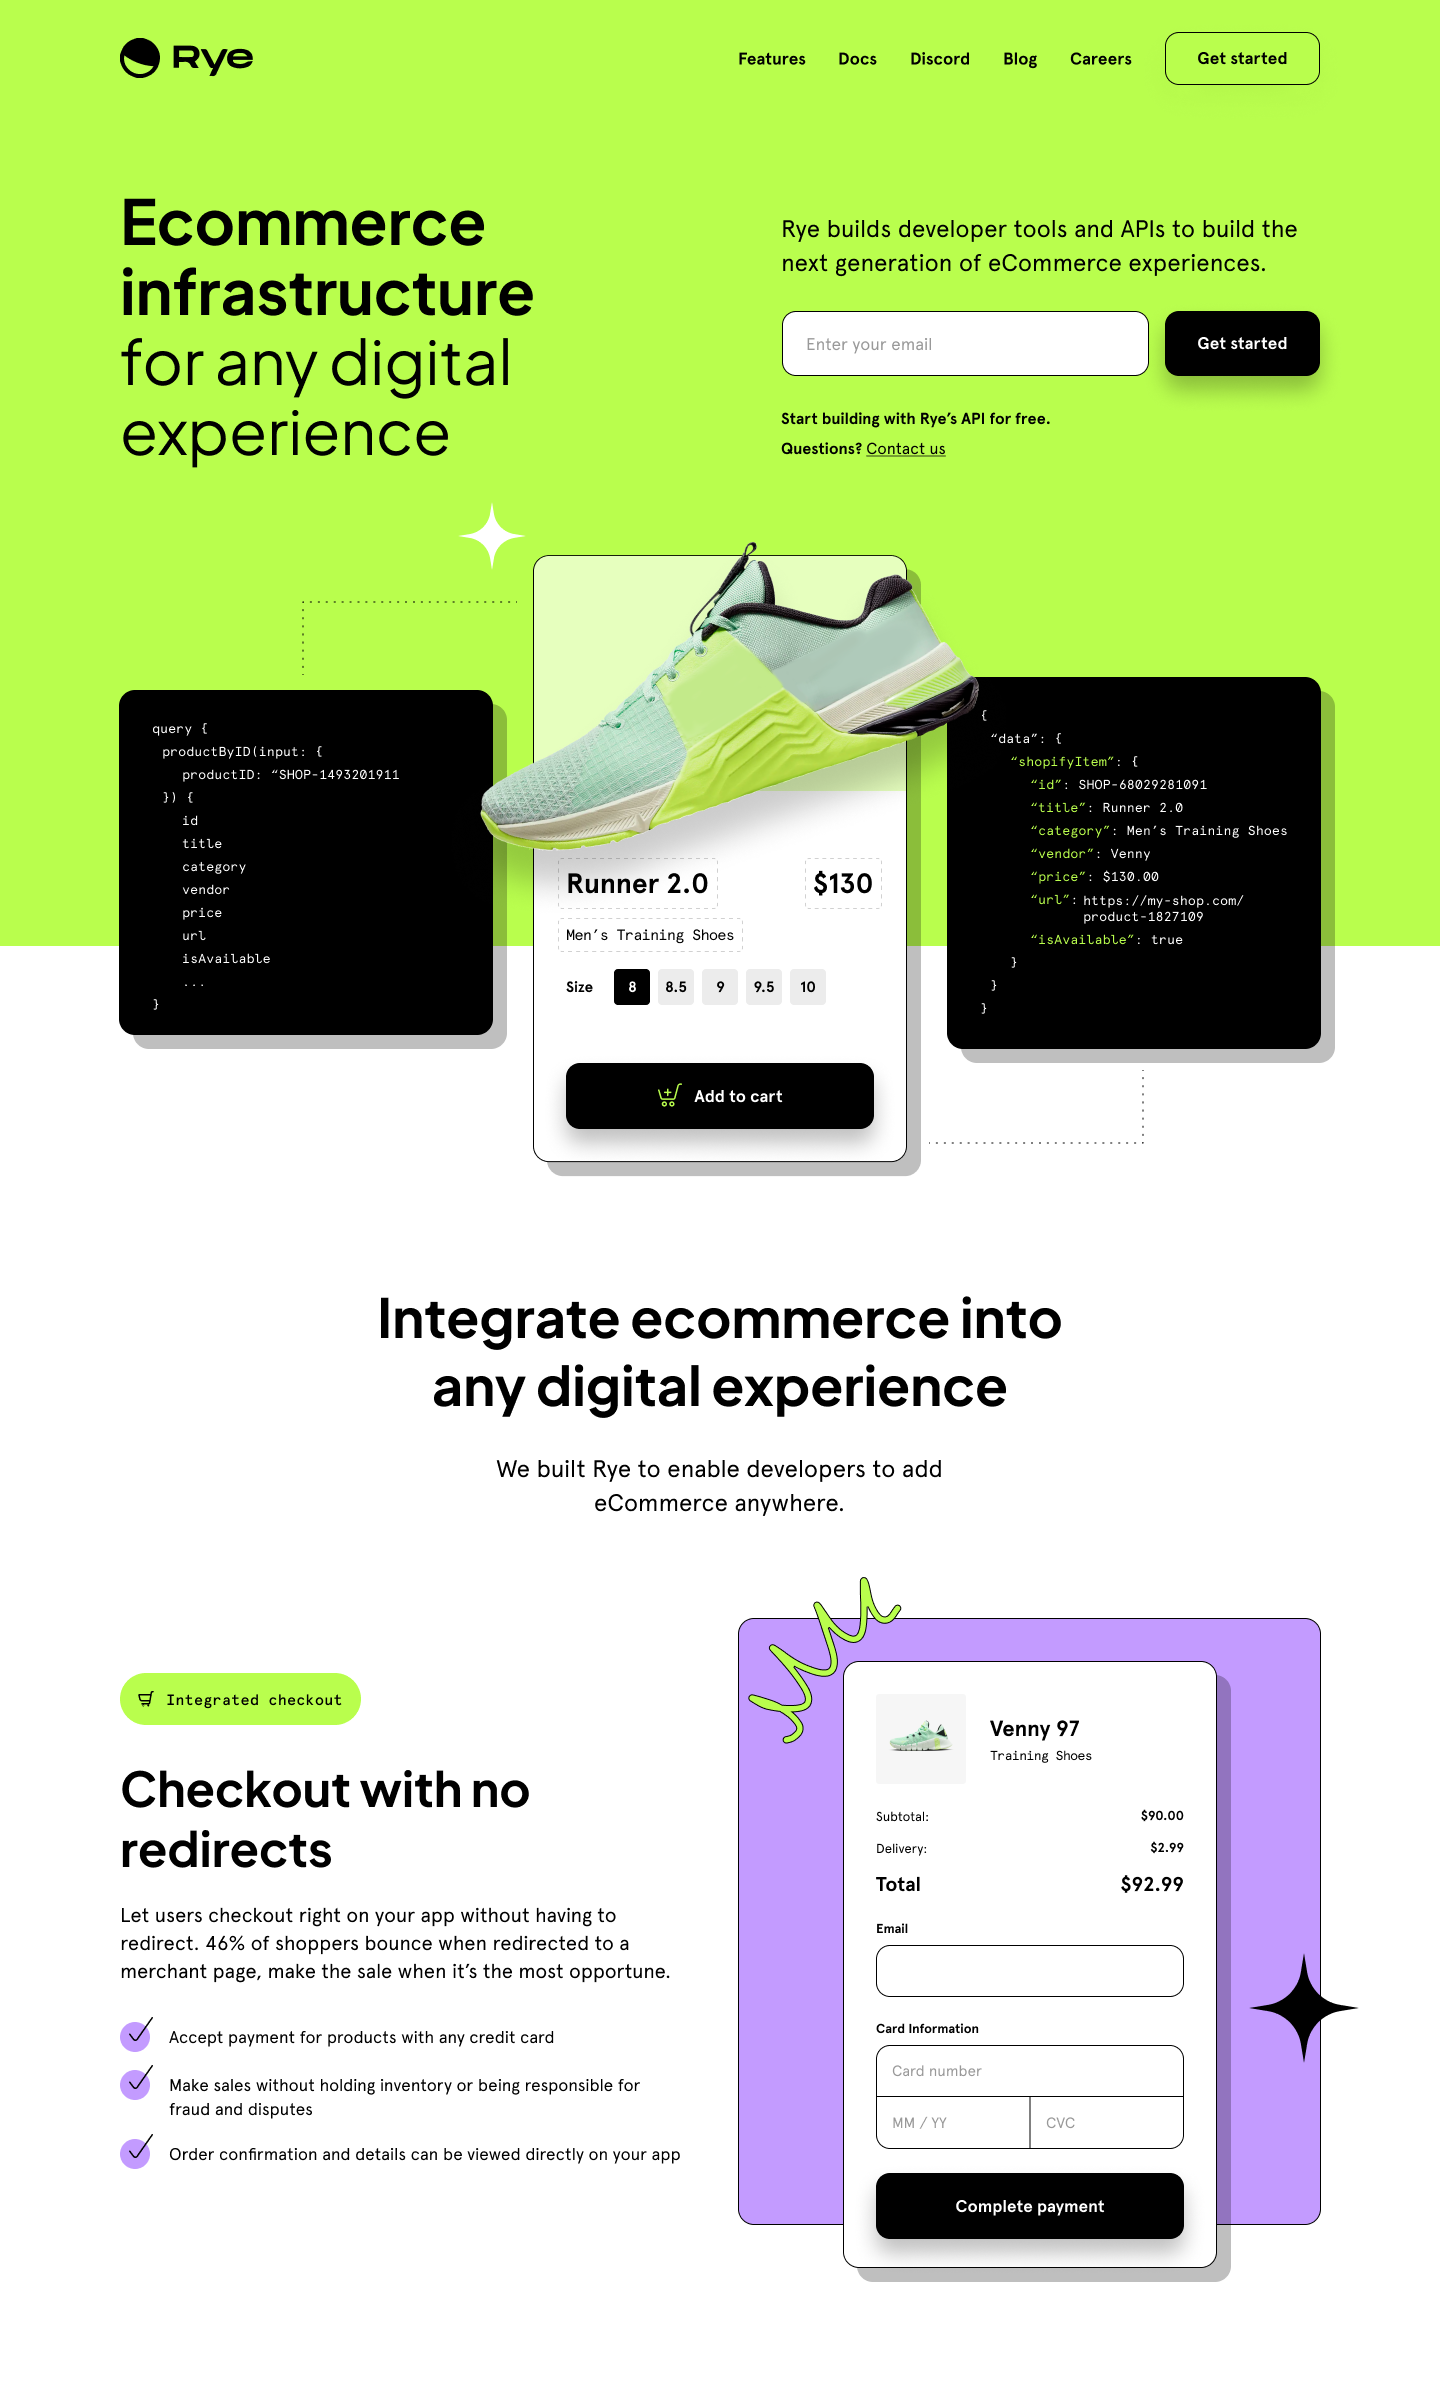 Rye
Features
Docs
Discord
Blog
Careers
Get started
Ecommerce
infrastructure
for any digital
experience
Rye builds developer tools and APIs to build the
next generation of eCommerce experiences.
Enter your email
Get started
Start building with Rye’s API for free.
Questions? Contact us
query {
productByID(input: {
productID: “SHOP-1493201911
}) {
id
title
category
vendor
price
url
isAvailable
...
}
Runner 2.0
$130
Men’s Training Shoes
Size 8 8.5 9 9.5 10
Add to cart
{
“data”: {
“shopifyItem”: {
“id”: SHOP-68029281091
“title”: Runner 2.0
“category”: Men’s Training Shoes
“vendor”: Venny
“price”: $130.00
“url”: https://my-shop.com/
product-1827109
“isAvailable”: true
}
}
}
Integrate ecommerce into
any digital experience
We built Rye to enable developers to add
eCommerce anywhere.
Integrated checkout
Checkout with no
redirects
Let users checkout right on your app without having to
redirect. 46% of shoppers bounce when redirected to a
merchant page, make the sale when it’s the most opportune.
Accept payment for products with any credit card
Make sales without holding inventory or being responsible for
fraud and disputes
Order confirmation and details can be viewed directly on your app
Venny 97
Training Shoes
Subtotal: $90.00
Delivery: $2.99
Total $92.99
Email
Card Information
Card number
MM / YY
CVC
Complete payment